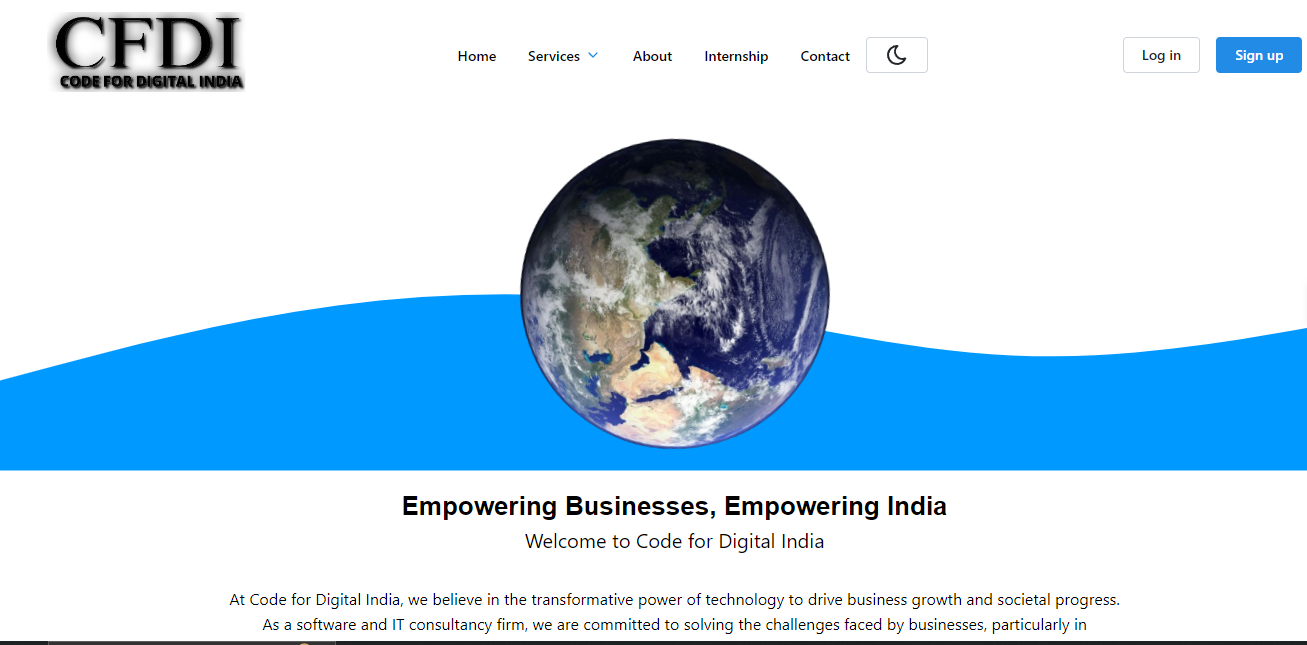 CFDI
CODE FOR DIGITAL INDIA
Home Services About Internship Contact Log in Sign up
Empowering Businesses, Empowering India
Welcome to Code for Digital India
At Code for Digital India, we believe in the transformative power of technology to drive business growth and societal progress.
As a software and IT consultancy firm, we are committed to solving the challenges faced by businesses, particularly in